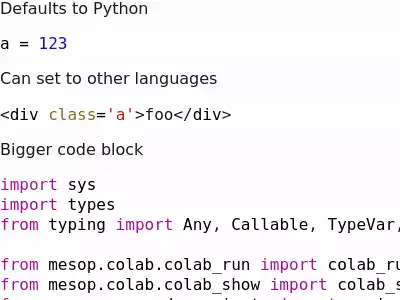 Defaults to Python
a = 123
Can set to other languages
<div class='a'>foo</div>
Bigger code block
import sys
import types
from typing import Any, Callable, TypeVar,
from mesop.colab.colab_run import colab_ru
from mesop.colab.colab_show import colab_s